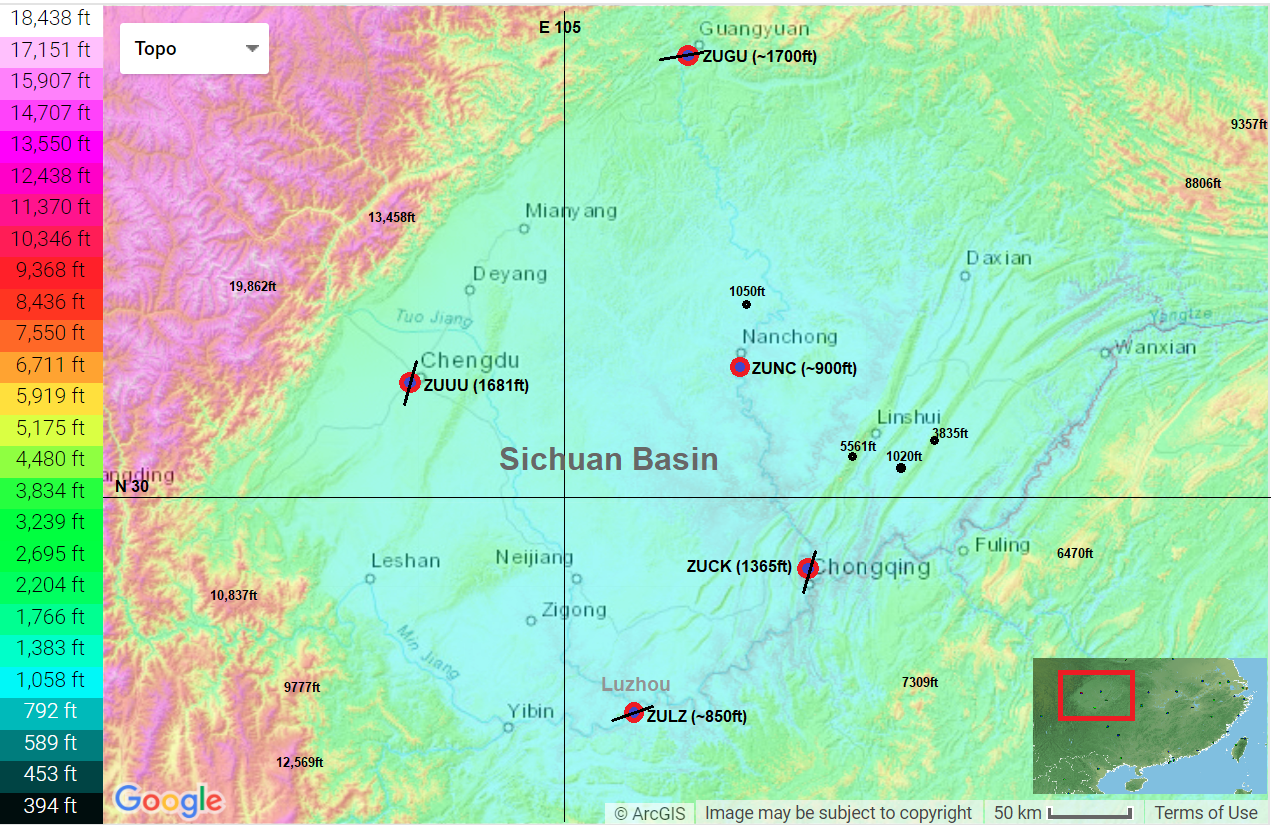 18,438 ft
17,151 ft
15,907 ft
14,707 ft
13,550 ft
12,438 ft
11,370 ft
10,346 ft
9,368 ft
8,436 ft
7,550 ft
6,711 ft
5,919 ft
5,175 ft
4,480 ft
3,834 ft
3,239 ft
2,695 ft
2,204 ft
1,766 ft
1,383 ft
1,058 ft
792 ft
589 ft
453 ft
394 ft
Topo
E 105
Guangyuan
ZUGU (~1700ft)
9357ft
8806ft
13,458ft
Mianyang
Daxian
Deyang
19,862ft
1050ft
Tuo Jiang
Yangtze
Nanchong
Wanxian
Chengdu
ZUNC (~900ft)
ZUUU (1681ft)
Linshui
3835ft
5561ft
1020ft
Sichuan Basin
angding
N 30
Fuling
6470ft
Leshan
Neijiang
ZUCK (1365ft)
Chongqing
10,837ft
Zigong
Min Jiang
Luzhou
7309ft
9777ft
Yibin
ZULZ (~850ft)
12,569ft
Google
© ArcGIS
Image may be subject to copyright
50 km
Terms of Use